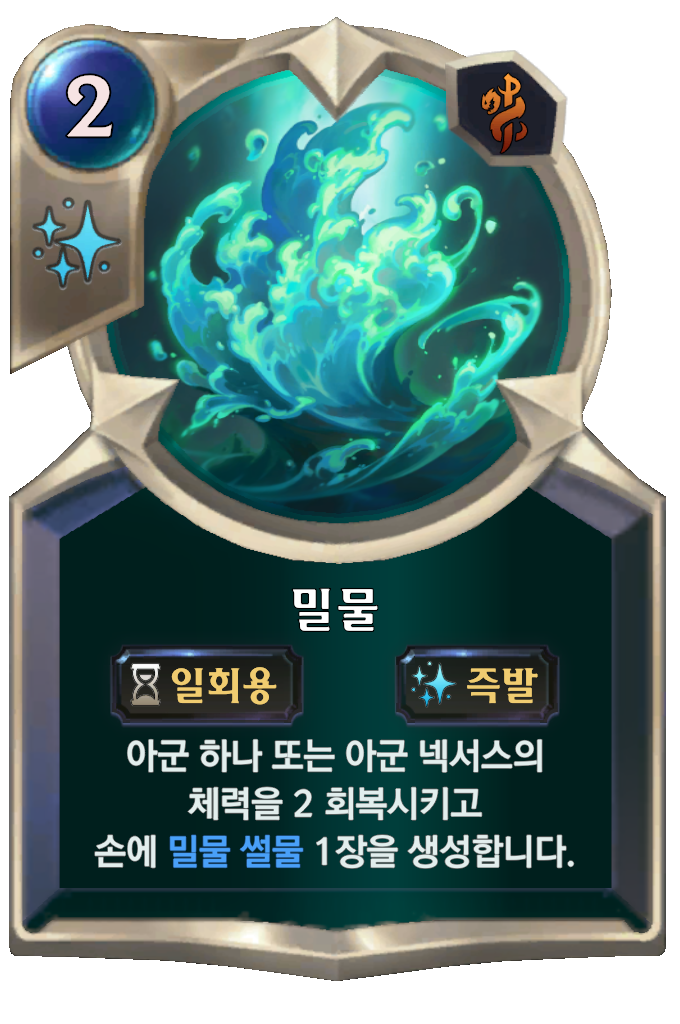 2
밀물
일회용 즉발
아군 하나 또는 아군 넥서스의
체력을 2 회복시키고
손에 밀물 썰물 1장을 생성합니다.